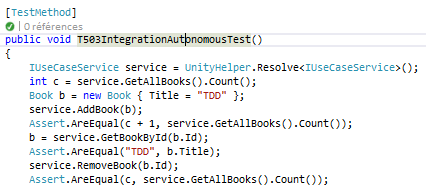 [TestMethod]
| 0 références
public void T503IntegrationAutonomousTest()
{
IUseCaseService service = UnityHelper.Resolve<IUseCaseService>();
int c = service.GetAllBooks().Count();
Book b = new Book { Title = "TDD" };
service.AddBook(b);
Assert.AreEqual(c + 1, service.GetAllBooks().Count());
b = service.GetBookById(b.Id);
Assert.AreEqual("TDD", b.Title);
service.RemoveBook(b.Id);
Assert.AreEqual(c, service.GetAllBooks().Count());